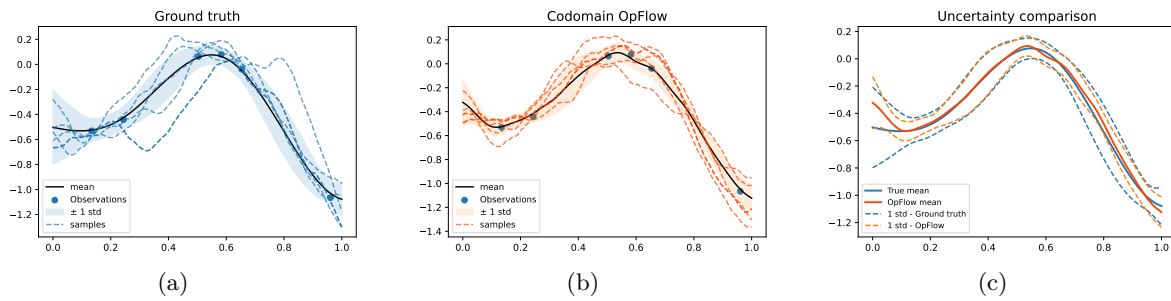 Ground truth
0.2
0.0
−0.2
−0.4
−0.6
−0.8
−1.0
−1.2
mean
Observations
± 1 std
samples
0.0 0.2 0.4 0.6 0.8 1.0
(a)
Codomain OpFlow
0.2
0.0
−0.2
−0.4
−0.6
−0.8
−1.0
−1.2
−1.4
mean
Observations
± 1 std
samples
0.0 0.2 0.4 0.6 0.8 1.0
(b)
Uncertainty comparison
0.2
0.0
−0.2
−0.4
−0.6
−0.8
−1.0
−1.2
True mean
OpFlow mean
1 std - Ground truth
1 std - OpFlow
0.0 0.2 0.4 0.6 0.8 1.0
(c)